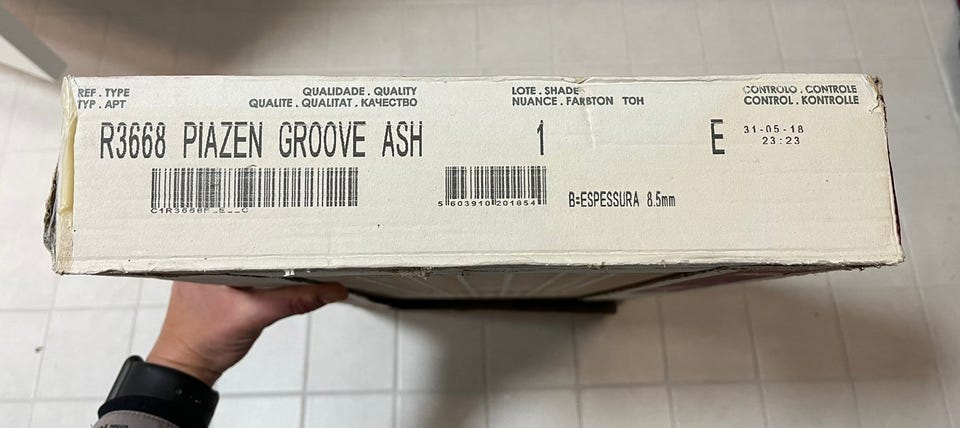 REF . TYPE
TYP . APT
QUALIDADE . QUALITY
QUALITE . QUALITAT . КАЧЕСТВО
LOTE . SHADE
NUANCE . FARBTON TOH
CONTROLO . CONTROLE
CONTROL . KONTROLLE
R3668 PIAZEN GROOVE ASH
1
E
31-05-18
23:23
5 603910 201854
B=ESPESSURA 8.5mm